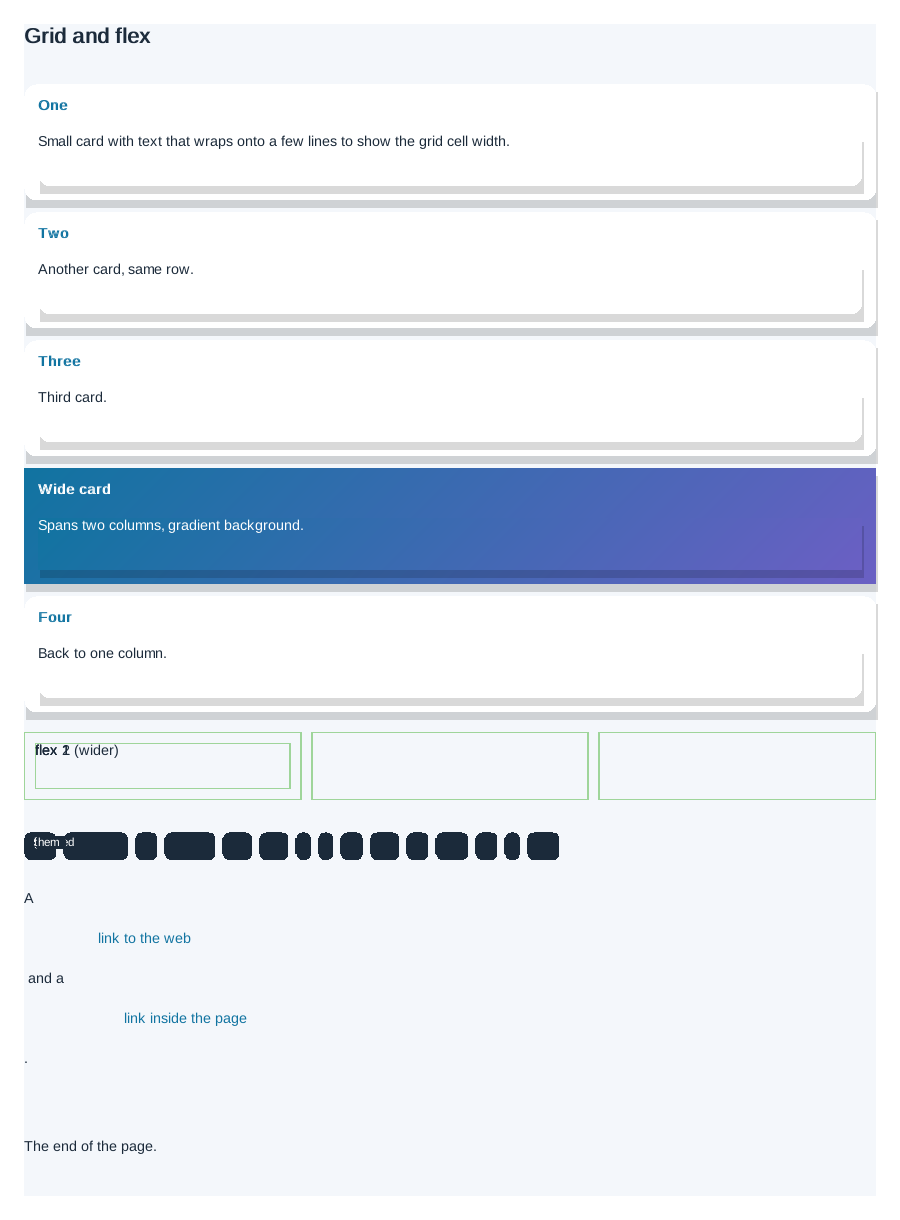 Grid and flex
One
Small card with text that wraps onto a few lines to show the grid cell width.
Two
Another card, same row.
Three
Third card.
Wide card
Spans two columns, gradient background.
Four
Back to one column.
flex (wider)
A
link to the web
and a
link inside the page
.
The end of the page.